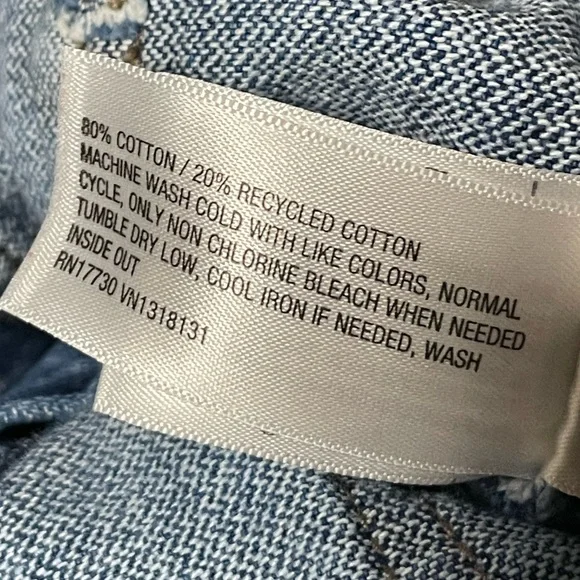 80% COTTON / 20% RECYCLED COTTON
MACHINE WASH COLD WITH LIKE COLORS, NORMAL
CYCLE, ONLY NON CHLORINE BLEACH WHEN NEEDED
TUMBLE DRY LOW, COOL IRON IF NEEDED, WASH
INSIDE OUT
RN17730 VN1318131